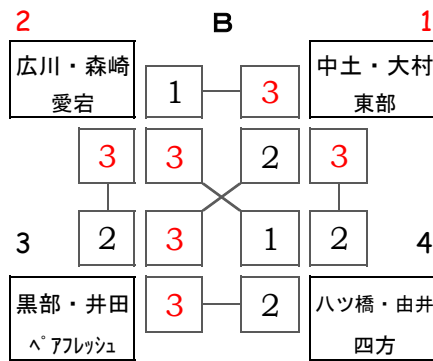 2 B 1
広川・森崎 中土・大村
愛宕 1 3 東部
3 3 2 3
3 2 3 1 2 4
黒部・井田 3 2 八ツ橋・由井
ﾍﾟｱﾌﾚｯｼｭ 四方